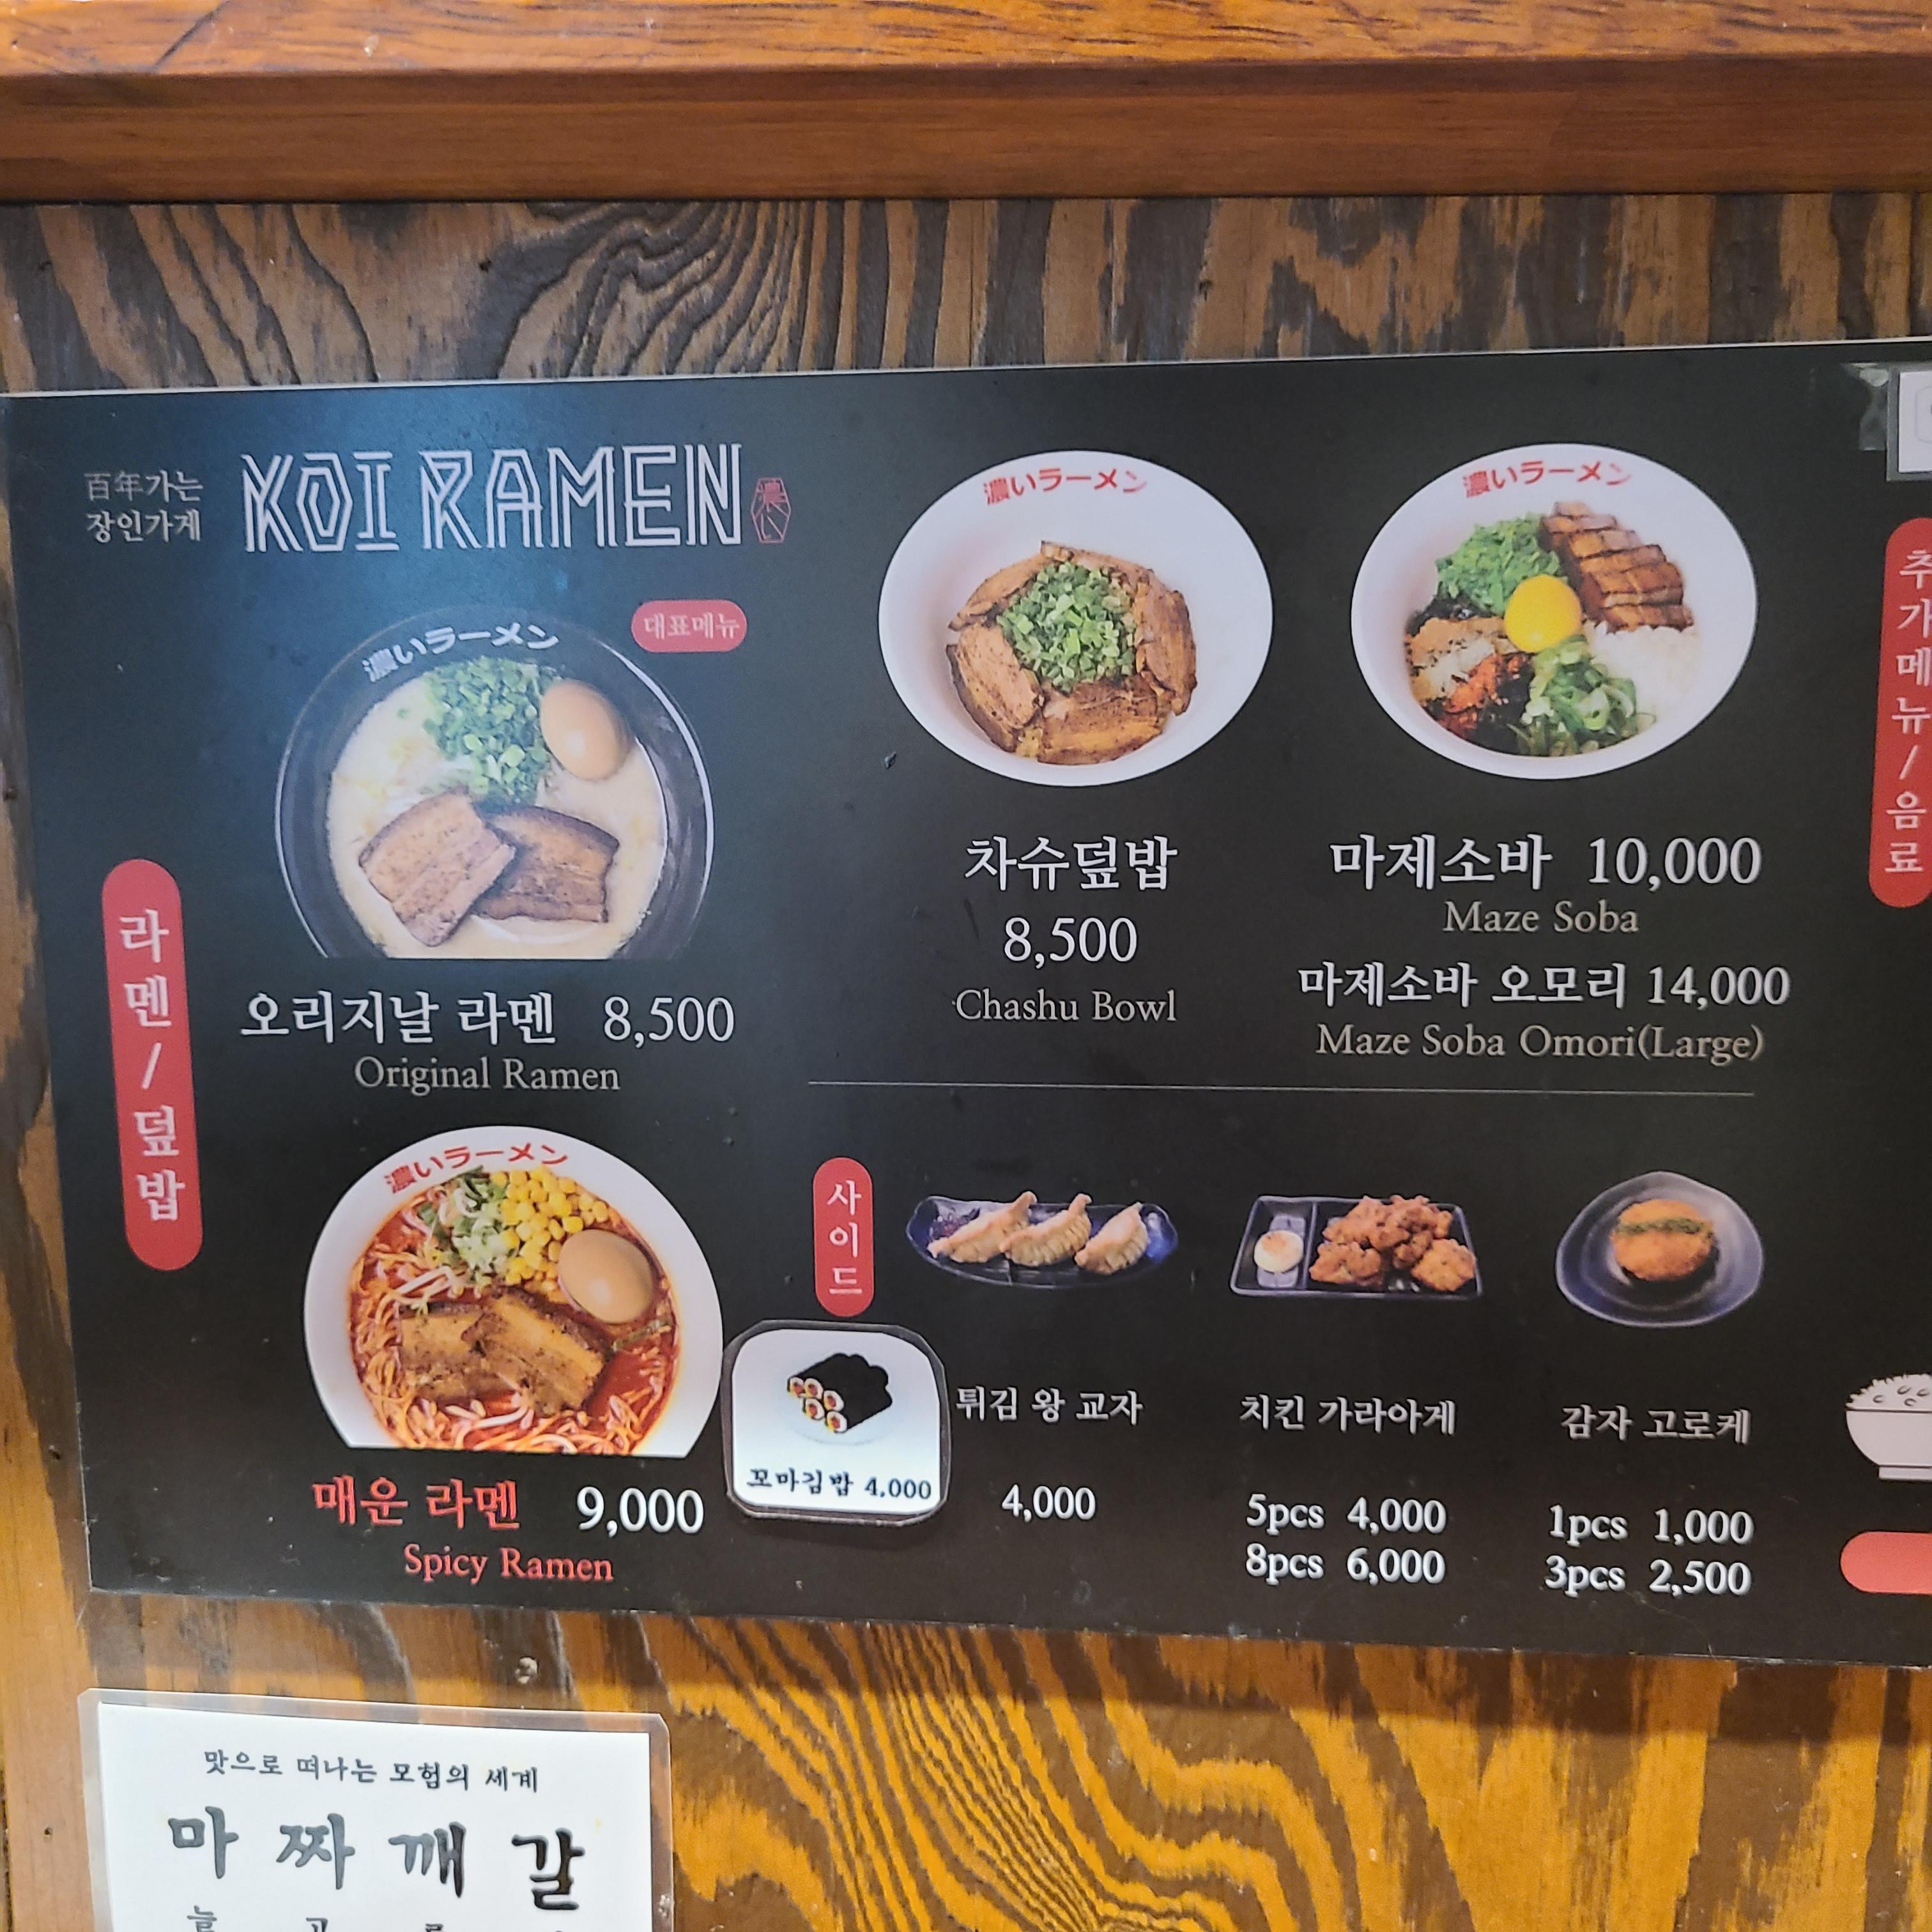 百年가는
장인가게
KOI RAMEN
濃い
濃いラーメン
대표메뉴
라멘/덮밥
오리지날 라멘 8,500
Original Ramen
濃いラーメン
매운 라멘 9,000
Spicy Ramen
濃いラーメン
차슈덮밥
8,500
Chashu Bowl
濃いラーメン
마제소바 10,000
Maze Soba
마제소바 오모리 14,000
Maze Soba Omori(Large)
사이드
꼬마김밥 4,000
튀김 왕 교자
4,000
치킨 가라아게
5pcs 4,000
8pcs 6,000
감자 고로케
1pcs 1,000
3pcs 2,500
추가메뉴/음료
맛으로 떠나는 모험의 세계
마 짜 깨 갈